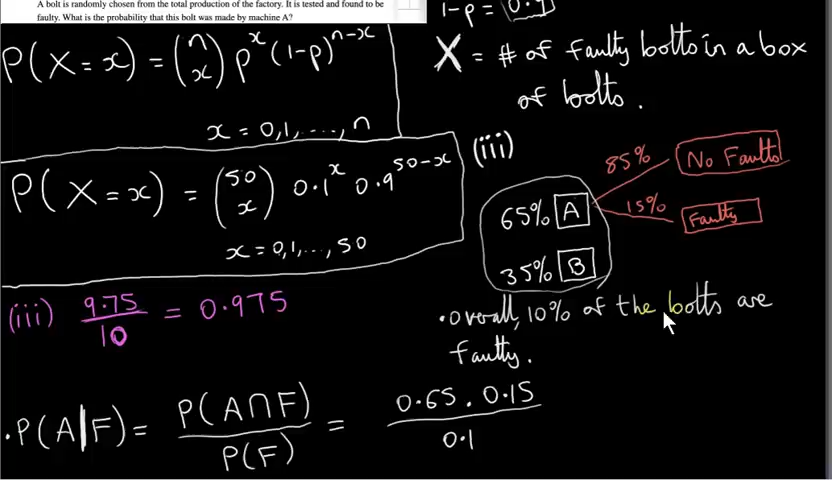 A bolt is randomly chosen from the total production of the factory. It is tested and found to be
faulty. What is the probability that this bolt was made by machine A?
1-p = 0.9
P(X = x) = (n x) p^x (1-p)^n-x
x = 0,1, ...., n
X = # of faulty bolts in a box
of bolts.
P(X = x) = (50 x) 0.1^x 0.9^50-x
x = 0,1, ..., 50
(iii)
85% No Faults
65% A
15% Faulty
35% B
(iii) 9.75/10 = 0.975
• Overall, 10% of the bolts are
faulty.
• P(A|F) = P(A∩F)/P(F) = 0.65 . 0.15/0.1